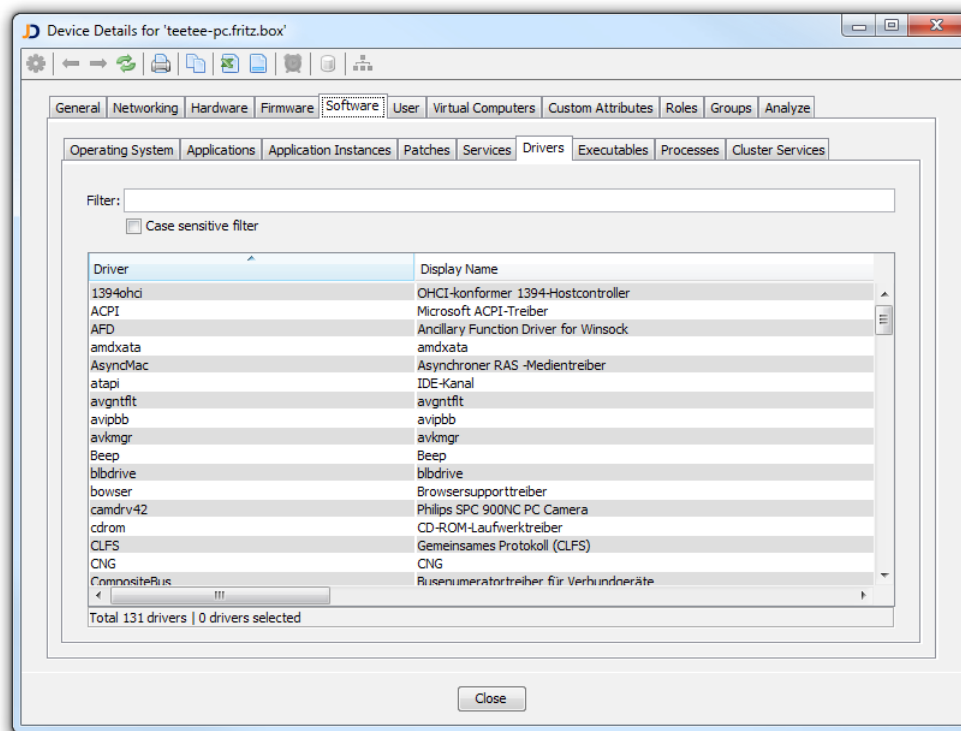 Device Details for 'teetee-pc.fritz.box'
General Networking Hardware Firmware Software User Virtual Computers Custom Attributes Roles Groups Analyze
Operating System Applications Application Instances Patches Services Drivers Executables Processes Cluster Services
Filter:
Case sensitive filter
Driver Display Name
1394ohci OHCI-konformer 1394-Hostcontroller
ACPI Microsoft ACPI-Treiber
AFD Ancillary Function Driver for Winsock
amdxata amdxata
AsyncMac Asynchroner RAS -Medientreiber
atapi IDE-Kanal
avgntflt avgntflt
avipbb avipbb
avkmgr avkmgr
Beep Beep
blbdrive blbdrive
bowser Browsersupporttreiber
camdrv42 Philips SPC 900NC PC Camera
cdrom CD-ROM-Laufwerktreiber
CLFS Gemeinsames Protokoll (CLFS)
CNG CNG
CompositeBus Busenumeratortreiber für Verbundgeräte
Total 131 drivers | 0 drivers selected
Close